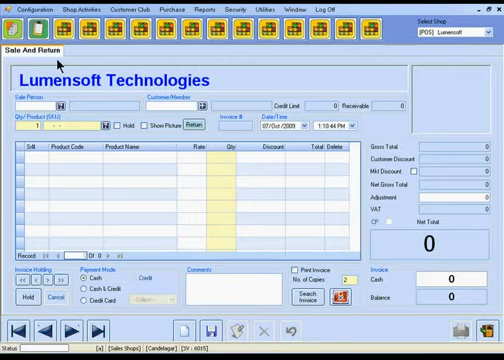 Configuration Shop Activities Customer Club Purchase Reports Security Utilities Window Log Off
Select Shop
[POS] Lumensoft
Sale And Return
Lumensoft Technologies
Sale Person Customer/Member
Credit Limit 0 Receivable 0
Qty/ Product (SKU) Invoice # Date/Time
1 - - Hold Show Picture Return 07/Oct /2009 1:10:44 PM
Sr# Product Code Product Name Rate Qty Discount Total Delete
Gross Total 0
Customer Discount 0
Mkt Discount 0
Net Gross Total 0
Adjustment 0
VAT 0
CP Net Total
0
Record 0f 0
Invoice Holding Payment Mode Comments Print Invoice Invoice
<< < > >> Cash Credit No. of Copies 2 Cash 0
Cash & Credit
Hold Cancel Credit Card --Select-- Search Invoice Balance 0
Status [a] [Sales Shops] [Candelagar] [SV : 6015]